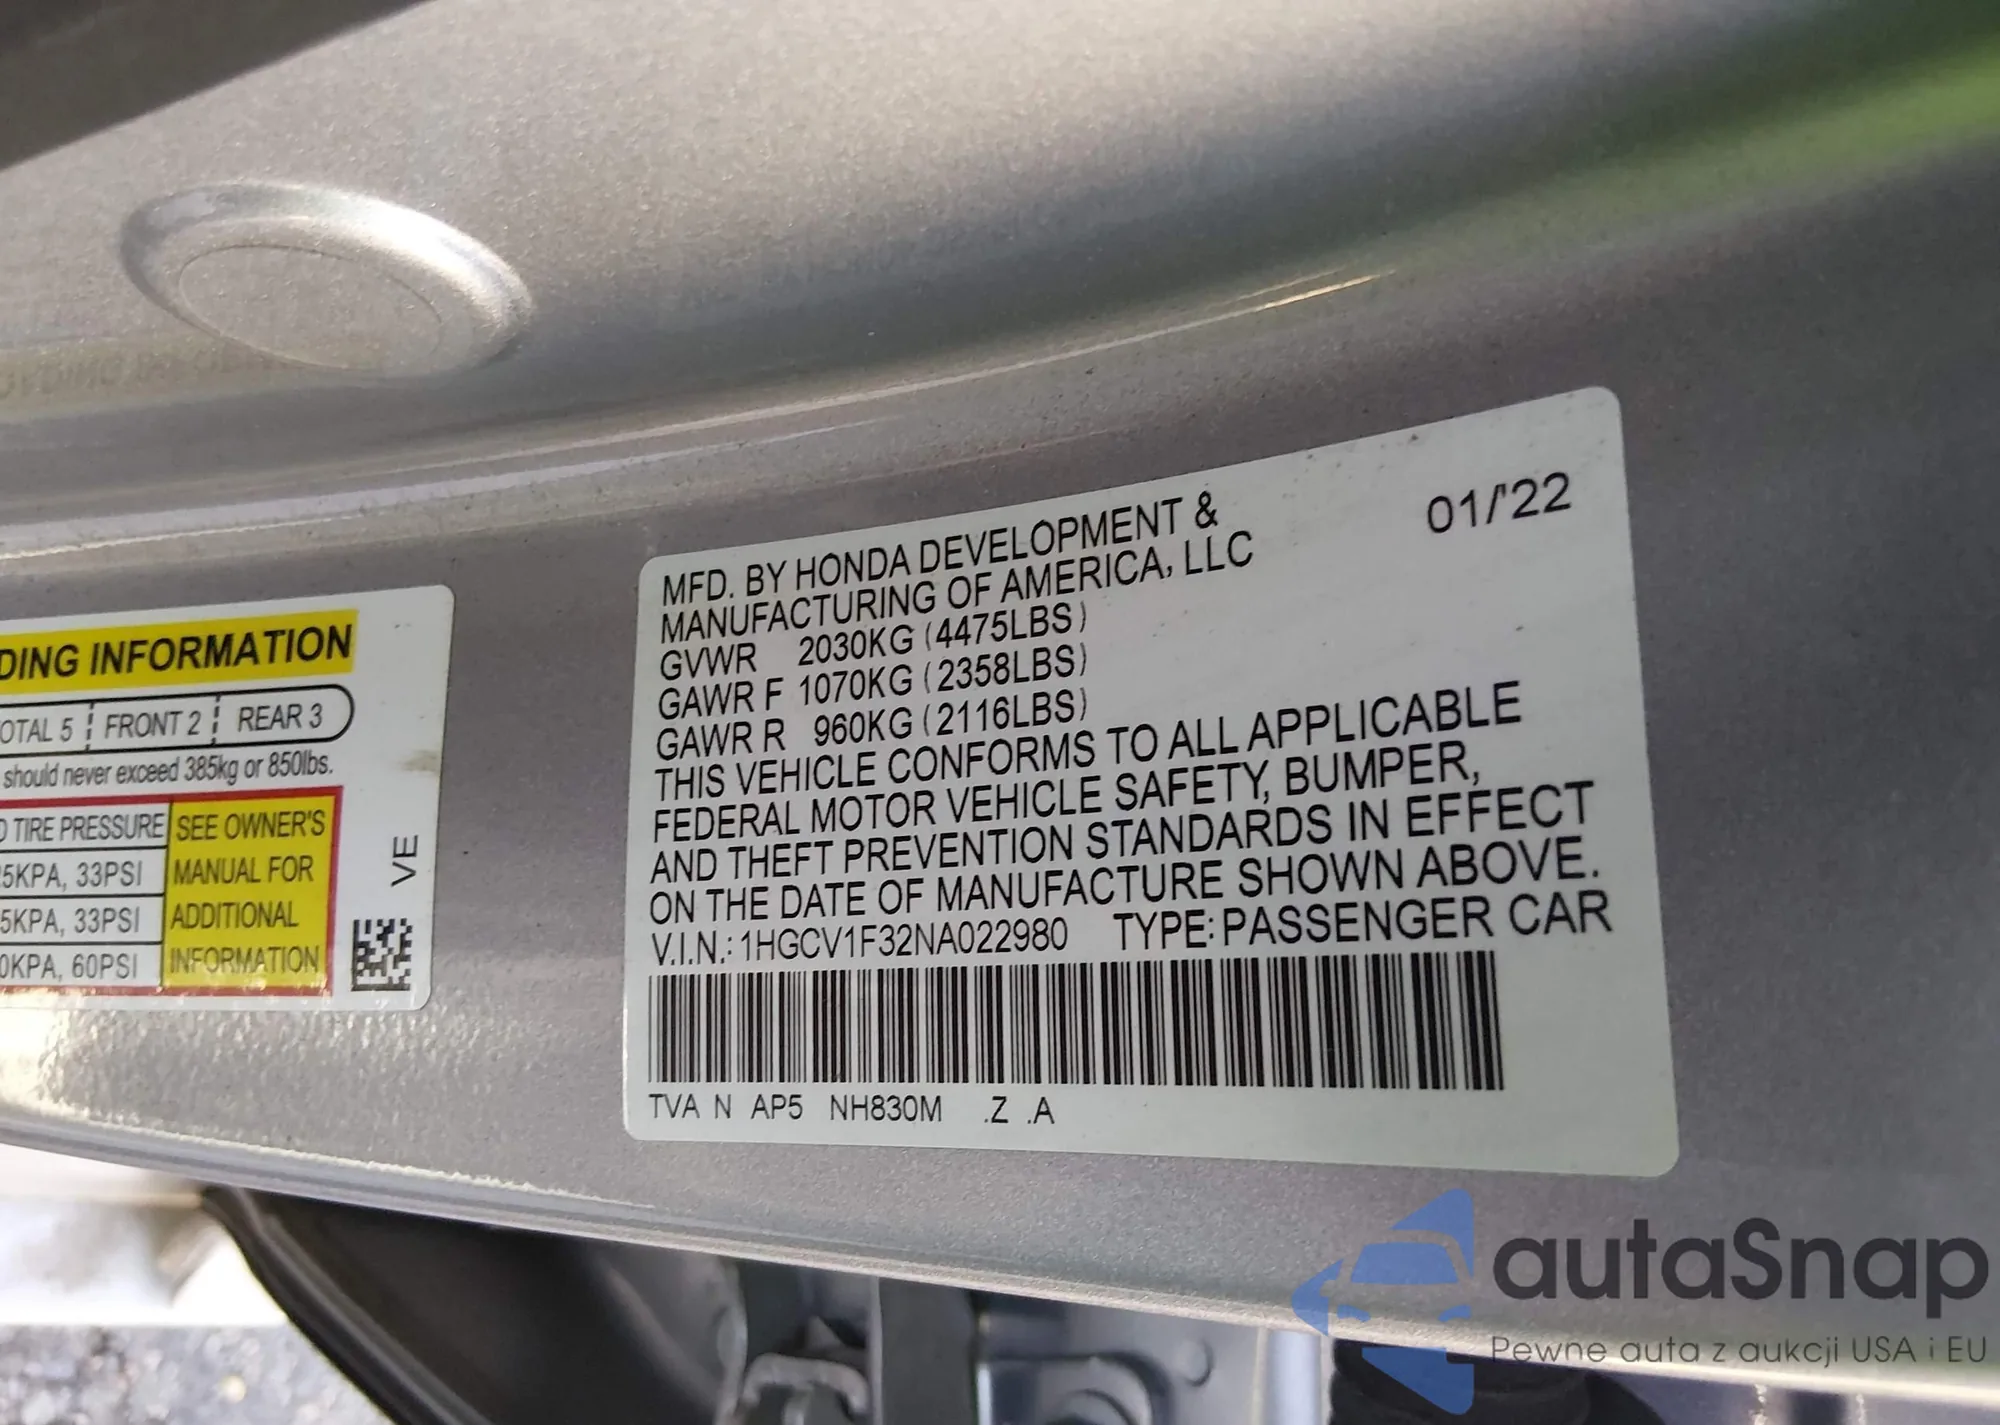 DING INFORMATION
OTAL 5 FRONT 2 REAR 3
should never exceed 385kg or 850lbs.
TIRE PRESSURE
5KPA, 33PSI
5KPA, 33PSI
0KPA, 60PSI
SEE OWNER'S
MANUAL FOR
ADDITIONAL
INFORMATION
VE
01/'22
MFD. BY HONDA DEVELOPMENT &
MANUFACTURING OF AMERICA, LLC
GVWR 2030KG (4475LBS)
GAWR F 1070KG (2358LBS)
GAWR R 960KG (2116LBS)
THIS VEHICLE CONFORMS TO ALL APPLICABLE
FEDERAL MOTOR VEHICLE SAFETY, BUMPER,
AND THEFT PREVENTION STANDARDS IN EFFECT
ON THE DATE OF MANUFACTURE SHOWN ABOVE.
V.I.N.: 1HGCV1F32NA022980 TYPE: PASSENGER CAR
TVA N AP5 NH830M .Z .A
autaSnap
Pewne auta z aukcji USA i EU